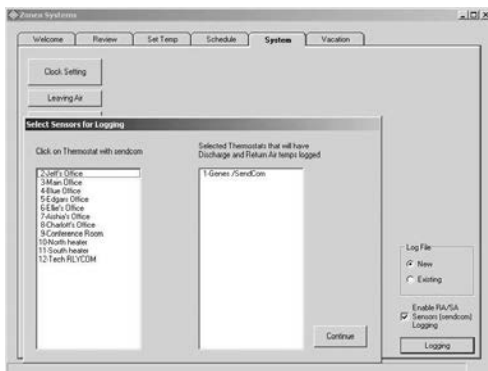 Zonex Systems
Welcome
Review
Set Temp
Schedule
System
Vacation
Clock Setting
Leaving Air
Select Sensors for Logging
Click on Thermostat with sendcom
Selected Thermostats that will have
Discharge and Return Air temps logged
2-Jeff's Office
3-Main Office
4-Blue Office
5-Edgars Office
6-Ellie's Office
7-Aishia's Office
8-Charlott's Office
9-Conference Room
10-North heater
11-South heater
12-Tech RLYCOM
1-Genes /SendCom
Continue
Log File
New
Existing
Enable RA/SA
Sensors (sendcom)
Logging
Logging